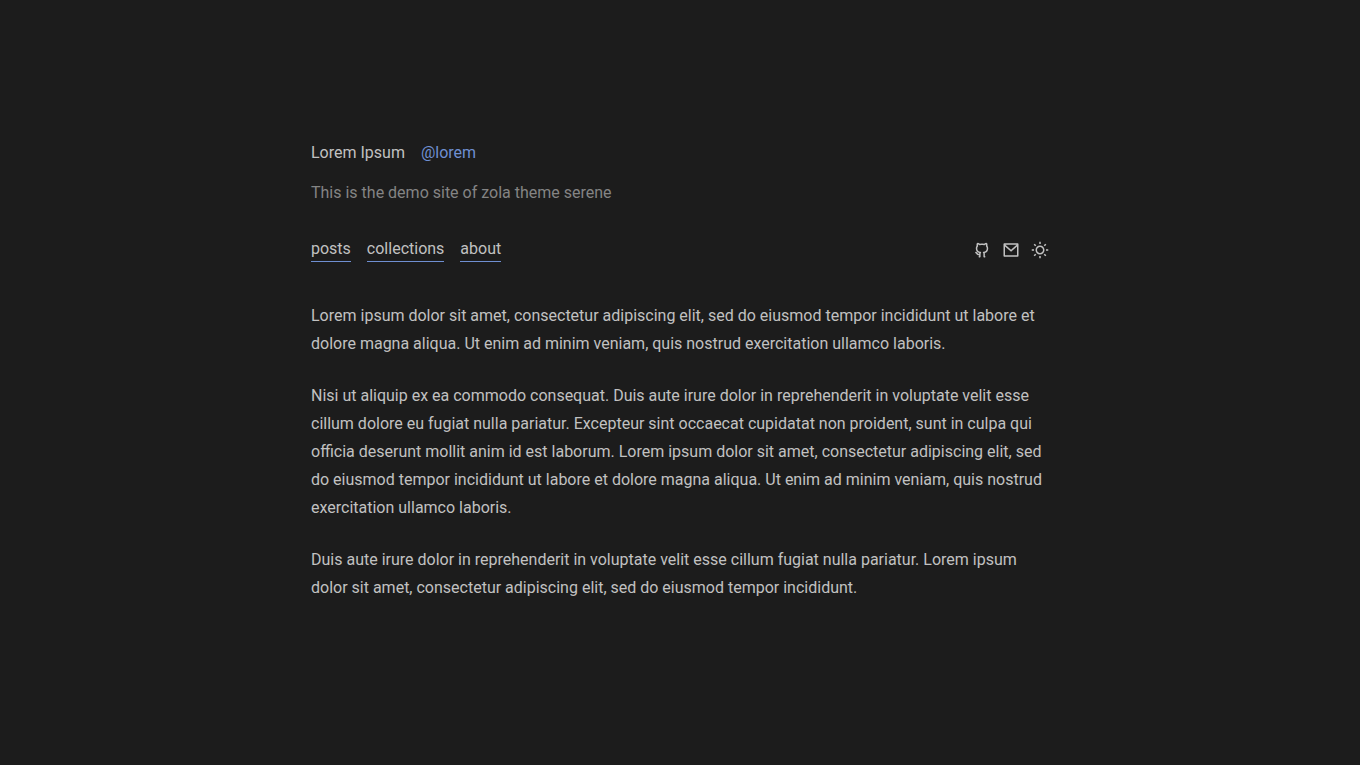 Lorem Ipsum @lorem
This is the demo site of zola theme serene
posts collections about
Lorem ipsum dolor sit amet, consectetur adipiscing elit, sed do eiusmod tempor incididunt ut labore et
dolore magna aliqua. Ut enim ad minim veniam, quis nostrud exercitation ullamco laboris.
Nisi ut aliquip ex ea commodo consequat. Duis aute irure dolor in reprehenderit in voluptate velit esse
cillum dolore eu fugiat nulla pariatur. Excepteur sint occaecat cupidatat non proident, sunt in culpa qui
officia deserunt mollit anim id est laborum. Lorem ipsum dolor sit amet, consectetur adipiscing elit, sed
do eiusmod tempor incididunt ut labore et dolore magna aliqua. Ut enim ad minim veniam, quis nostrud
exercitation ullamco laboris.
Duis aute irure dolor in reprehenderit in voluptate velit esse cillum fugiat nulla pariatur. Lorem ipsum
dolor sit amet, consectetur adipiscing elit, sed do eiusmod tempor incididunt.